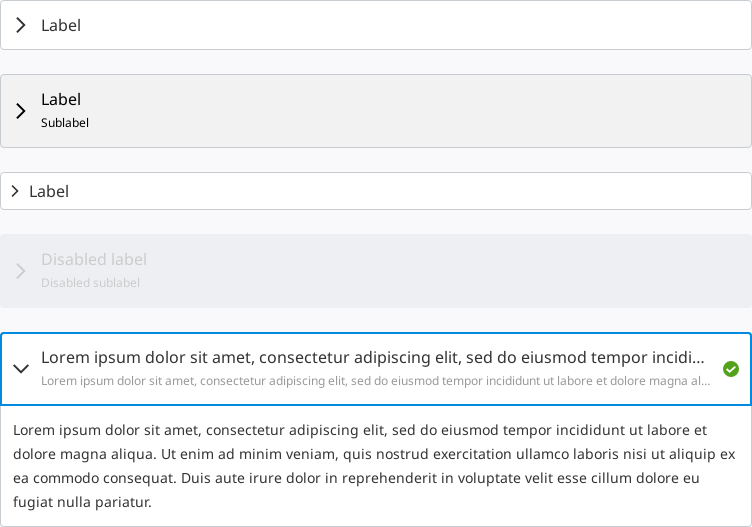 Label
Label
Sublabel
Label
Disabled label
Disabled sublabel
Lorem ipsum dolor sit amet, consectetur adipiscing elit, sed do eiusmod tempor incidi...
Lorem ipsum dolor sit amet, consectetur adipiscing elit, sed do eiusmod tempor incididunt ut labore et dolore magna al...
Lorem ipsum dolor sit amet, consectetur adipiscing elit, sed do eiusmod tempor incididunt ut labore et
dolore magna aliqua. Ut enim ad minim veniam, quis nostrud exercitation ullamco laboris nisi ut aliquip ex
ea commodo consequat. Duis aute irure dolor in reprehenderit in voluptate velit esse cillum dolore eu
fugiat nulla pariatur.